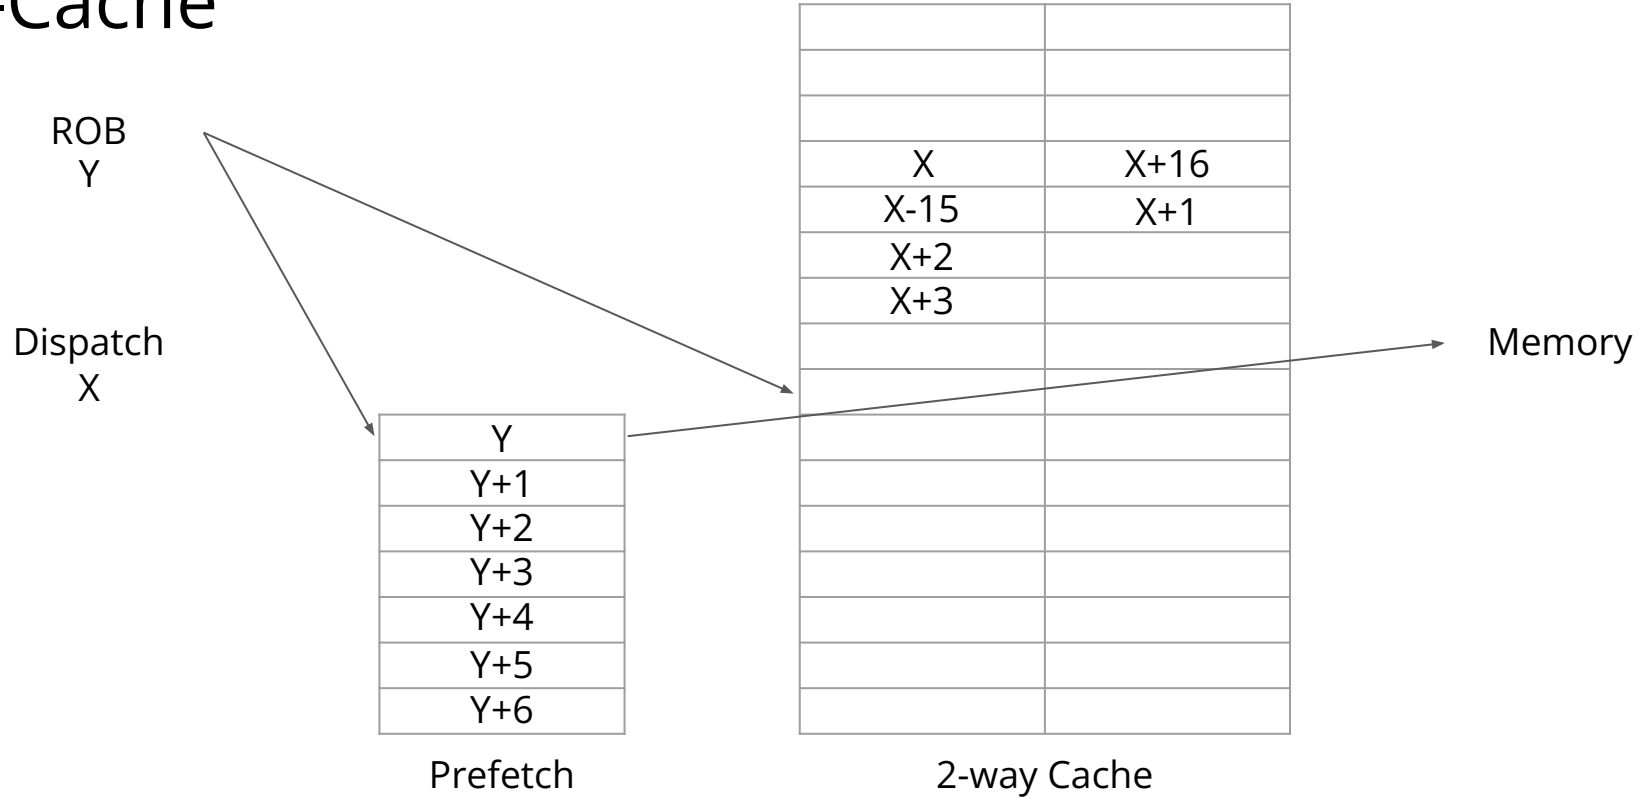 -Cache
ROB
Y
Dispatch
X
Y
Y+1
Y+2
Y+3
Y+4
Y+5
Y+6
Prefetch
X X+16
X-15 X+1
X+2
X+3
2-way Cache
Memory